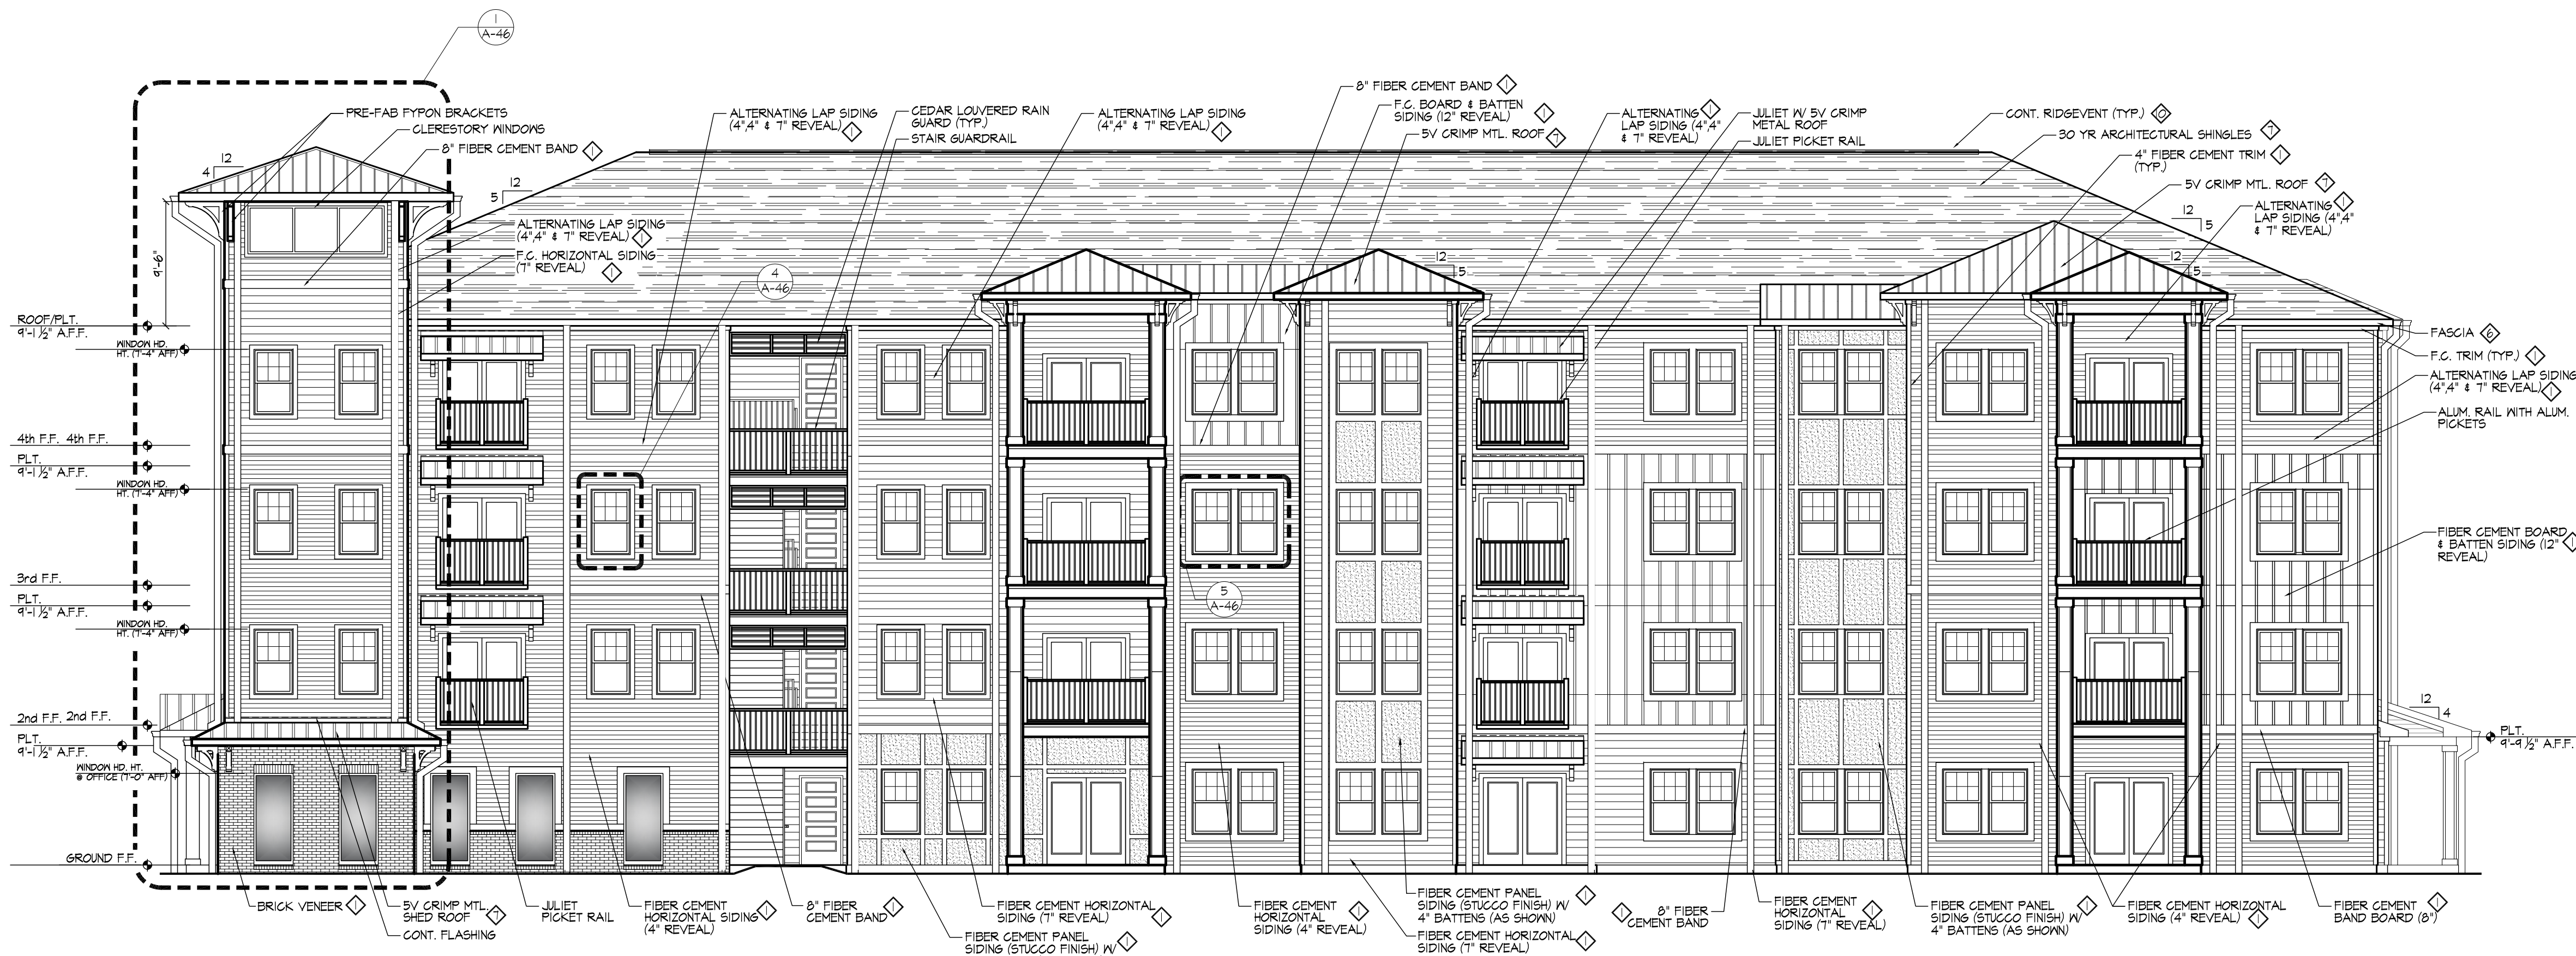 1
A-46
PRE-FAB FYPON BRACKETS
CLERESTORY WINDOWS
8" FIBER CEMENT BAND 1
12
4
12
5
ALTERNATING LAP SIDING
(4",4" & 7" REVEAL) 1
F.C. HORIZONTAL SIDING
(7" REVEAL) 1
ALTERNATING LAP SIDING
(4",4" & 7" REVEAL) 1
4
A-46
CEDAR LOUVERED RAIN
GUARD (TYP.)
STAIR GUARDRAIL
ALTERNATING LAP SIDING
(4",4" & 7" REVEAL) 1
8" FIBER CEMENT BAND 1
F.C. BOARD & BATTEN
SIDING (12" REVEAL) 1
5V CRIMP MTL. ROOF 7
12
5
ALTERNATING 1
LAP SIDING (4",4"
& 7" REVEAL)
JULIET W/ 5V CRIMP
METAL ROOF
JULIET PICKET RAIL
CONT. RIDGEVENT (TYP.) 10
30 YR ARCHITECTURAL SHINGLES 7
4" FIBER CEMENT TRIM 1
(TYP.)
5V CRIMP MTL. ROOF 7
ALTERNATING 1
LAP SIDING (4",4"
& 7" REVEAL)
12
5
12
5
9'-6"
ROOF/PLT.
9'-1 1/2" A.F.F.
WINDOW HD.
HT. (7'-4" AFF)
4th F.F. 4th F.F.
PLT.
9'-1 1/2" A.F.F.
WINDOW HD.
HT. (7'-4" AFF)
3rd F.F.
PLT.
9'-1 1/2" A.F.F.
WINDOW HD.
HT. (7'-4" AFF)
2nd F.F. 2nd F.F.
PLT.
9'-1 1/2" A.F.F.
WINDOW HD. HT.
@ OFFICE (7'-0" AFF)
GROUND F.F.
5
A-46
FASCIA 6
F.C. TRIM (TYP.) 1
ALTERNATING LAP SIDING
(4",4" & 7" REVEAL) 1
ALUM. RAIL WITH ALUM.
PICKETS
FIBER CEMENT BOARD
& BATTEN SIDING (12" 1
REVEAL)
12
4
PLT.
9'-9 1/2" A.F.F.
BRICK VENEER 1
5V CRIMP MTL.
SHED ROOF 7
CONT. FLASHING
JULIET
PICKET RAIL
FIBER CEMENT
HORIZONTAL SIDING 1
(4" REVEAL)
8" FIBER 1
CEMENT BAND
FIBER CEMENT HORIZONTAL
SIDING (7" REVEAL) 1
FIBER CEMENT PANEL
SIDING (STUCCO FINISH) W/ 1
FIBER CEMENT
HORIZONTAL 1
SIDING (4" REVEAL)
FIBER CEMENT PANEL 1
SIDING (STUCCO FINISH) W/
4" BATTENS (AS SHOWN)
FIBER CEMENT HORIZONTAL 1
SIDING (7" REVEAL)
1 8" FIBER
CEMENT BAND
FIBER CEMENT
HORIZONTAL 1
SIDING (7" REVEAL)
FIBER CEMENT PANEL 1
SIDING (STUCCO FINISH) W/
4" BATTENS (AS SHOWN)
FIBER CEMENT HORIZONTAL
SIDING (4" REVEAL) 1
FIBER CEMENT 1
BAND BOARD (8")